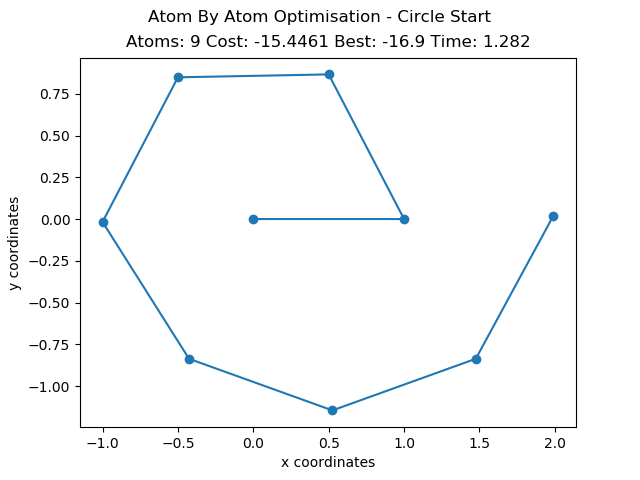 Atom By Atom Optimisation - Circle Start
Atoms: 9 Cost: -15.4461 Best: -16.9 Time: 1.282
0.75
0.50
0.25
0.00
−0.25
−0.50
−0.75
−1.00
y coordinates
−1.0 −0.5 0.0 0.5 1.0 1.5 2.0
x coordinates